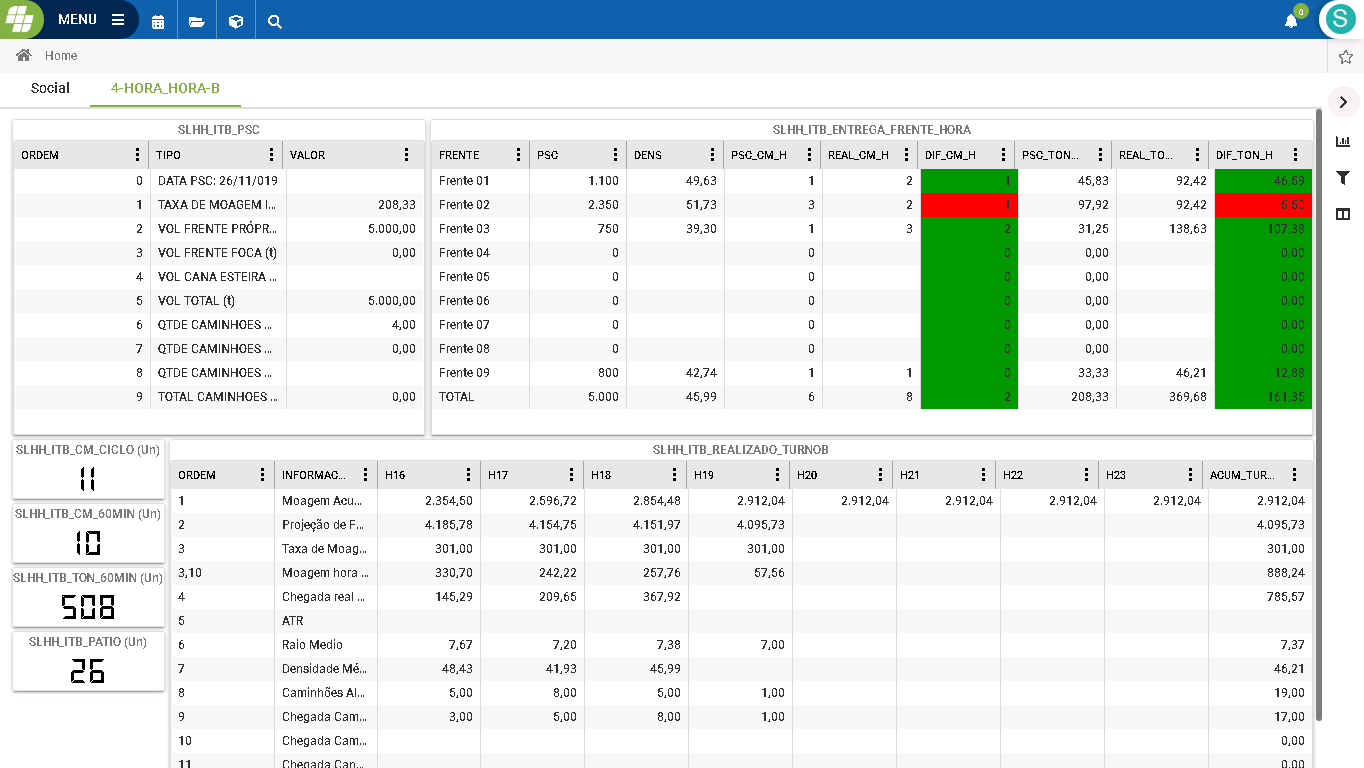 MENU
0
S
Home
Social 4-HORA_HORA-B
SLHH_ITB_PSC
ORDEM TIPO VALOR
0 DATA PSC: 26/11/019
1 TAXA DE MOAGEM I... 208,33
2 VOL FRENTE PRÓPR... 5.000,00
3 VOL FRENTE FOCA (t) 0,00
4 VOL CANA ESTEIRA ...
5 VOL TOTAL (t) 5.000,00
6 QTDE CAMINHOES ... 4,00
7 QTDE CAMINHOES ... 0,00
8 QTDE CAMINHOES ...
9 TOTAL CAMINHOES ... 0,00
SLHH_ITB_ENTREGA_FRENTE_HORA
FRENTE PSC DENS PSC_CM_H REAL_CM_H DIF_CM_H PSC_TON... REAL_TO... DIF_TON_H
Frente 01 1.100 49,63 1 2 1 45,83 92,42 46,59
Frente 02 2.350 51,73 3 2 -1 97,92 92,42 -5,50
Frente 03 750 39,30 1 3 2 31,25 138,63 107,38
Frente 04 0 0 0 0,00 0,00
Frente 05 0 0 0 0,00 0,00
Frente 06 0 0 0 0,00 0,00
Frente 07 0 0 0 0,00 0,00
Frente 08 0 0 0 0,00 0,00
Frente 09 800 42,74 1 1 0 33,33 46,21 12,88
TOTAL 5.000 45,99 6 8 2 208,33 369,68 161,35
SLHH_ITB_CM_CICLO (Un)
11
SLHH_ITB_CM_60MIN (Un)
10
SLHH_ITB_TON_60MIN (Un)
508
SLHH_ITB_PATIO (Un)
26
SLHH_ITB_REALIZADO_TURNOB
ORDEM INFORMAC... H16 H17 H18 H19 H20 H21 H22 H23 ACUM_TUR...
1 Moagem Acu... 2.354,50 2.596,72 2.854,48 2.912,04 2.912,04 2.912,04 2.912,04 2.912,04 2.912,04
2 Projeção de F... 4.185,78 4.154,75 4.151,97 4.095,73 4.095,73
3 Taxa de Moag... 301,00 301,00 301,00 301,00 301,00
3,10 Moagem hora ... 330,70 242,22 257,76 57,56 888,24
4 Chegada real ... 145,29 209,65 367,92 785,57
5 ATR
6 Raio Medio 7,67 7,20 7,38 7,00 7,37
7 Densidade Mé... 48,43 41,93 45,99 46,21
8 Caminhões Al... 5,00 8,00 5,00 1,00 19,00
9 Chegada Cam... 3,00 5,00 8,00 1,00 17,00
10 Chegada Cam... 0,00
11 Chegada Can... 0,00